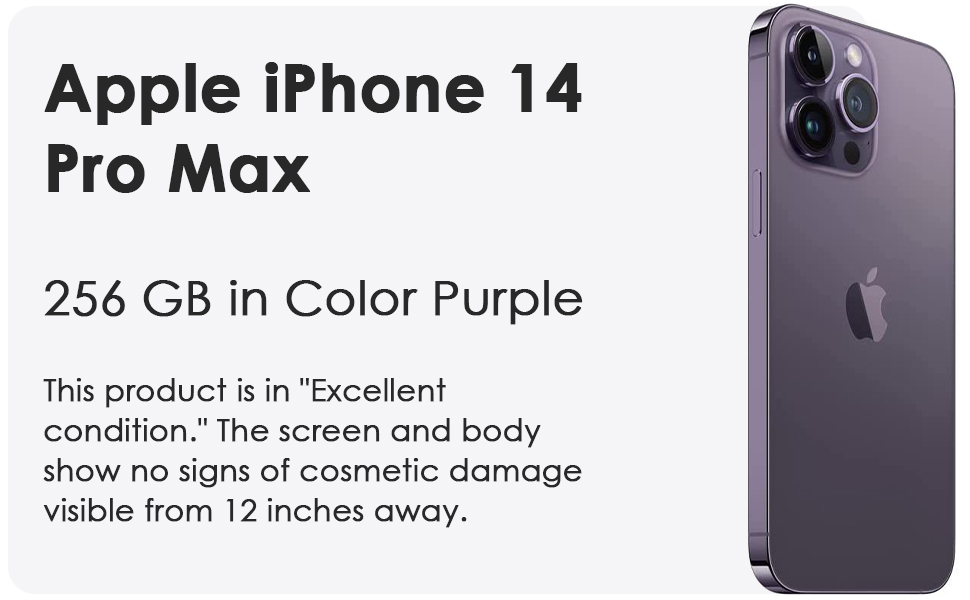 Apple iPhone 14
Pro Max
256 GB in Color Purple
This product is in "Excellent
condition." The screen and body
show no signs of cosmetic damage
visible from 12 inches away.